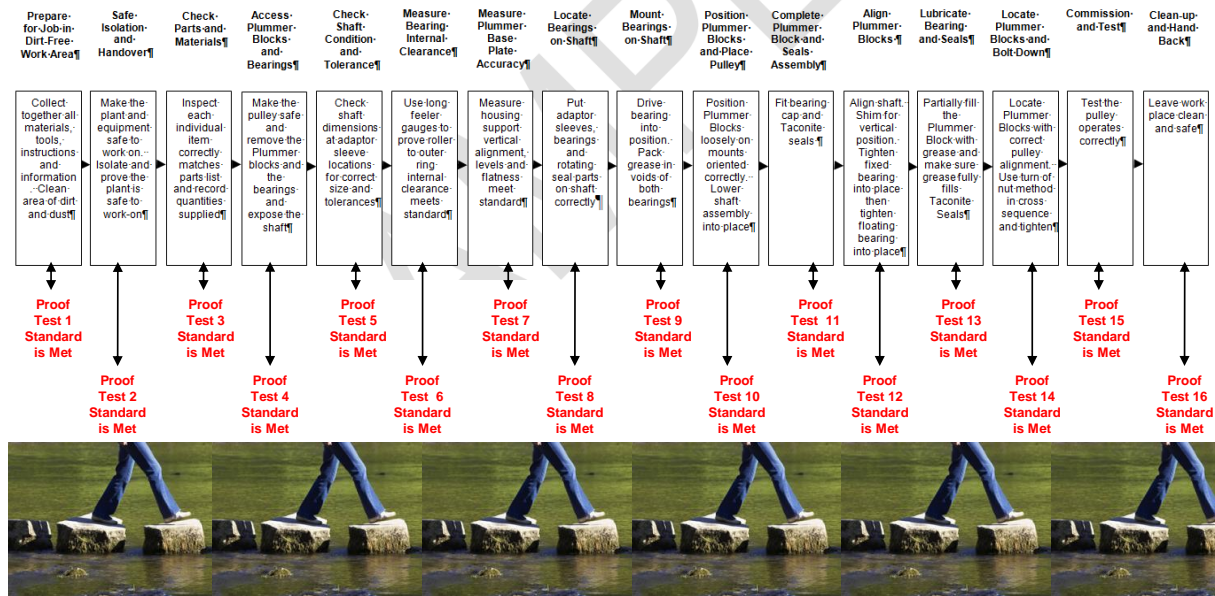 Prepare
for Job in
Dirt-Free
Work Area¶
Safe
Isolation
and
Handover¶
Check
Parts and
Materials¶
Access
Plummer
Blocks
and
Bearings¶
Check
Shaft
Condition
and
Tolerance¶
Measure
Bearing
Internal
Clearance¶
Measure
Plummer
Base
Plate
Accuracy¶
Locate
Bearings
on Shaft¶
Mount
Bearings
on Shaft¶
Position
Plummer
Blocks
and Place
Pulley¶
Complete
Plummer
Block and
Seals
Assembly¶
Align
Plummer
Blocks¶
Lubricate
Bearing
and Seals¶
Locate
Plummer
Blocks and
Bolt Down¶
Commission
and Test¶
Clean-up
and Hand
Back¶
Collect
together all
materials,
tools,
instructions
and
information
. Clean
area of dirt
and dust¶
Make the
plant and
equipment
safe to
work on.
Isolate and
prove the
plant is
safe to
work-on¶
Inspect
each
individual
item
correctly
matches
parts list
and record
quantities
supplied¶
Make the
pulley safe
and
remove the
Plummer
blocks and
the
bearings
and
expose the
shaft¶
Check
shaft
dimensions
at adaptor
sleeve
locations
for correct
size and
tolerances¶
Use long
feeler
gauges to
prove roller
to outer
ring
internal
clearance
meets
standard¶
Measure
housing
support
vertical
alignment,
levels and
flatness
meet
standard¶
Put
adaptor
sleeves,
bearings
and
rotating
seal parts
on shaft
correctly¶
Drive
bearing
into
position.
Pack
grease in
voids of
both
bearings¶
Position
Plummer
Blocks
loosely on
mounts
oriented
correctly.
Lower
shaft
assembly
into place¶
Fit bearing
cap and
Taconite
seals ¶
Align shaft.
Shim for
vertical
position.
Tighten
fixed
bearing
into place
then
tighten
floating
bearing
into place¶
Partially fill
the
Plummer
Block with
grease and
make sure
grease fully
fills
Taconite
Seals¶
Locate
Plummer
Blocks with
correct
pulley
alignment.
Use turn of
nut method
in cross
sequence
and tighten¶
Test the
pulley
operates
correctly¶
Leave work
place clean
and safe¶
Proof
Test 1
Standard
is Met
Proof
Test 2
Standard
is Met
Proof
Test 3
Standard
is Met
Proof
Test 4
Standard
is Met
Proof
Test 5
Standard
is Met
Proof
Test 6
Standard
is Met
Proof
Test 7
Standard
is Met
Proof
Test 8
Standard
is Met
Proof
Test 9
Standard
is Met
Proof
Test 10
Standard
is Met
Proof
Test 11
Standard
is Met
Proof
Test 12
Standard
is Met
Proof
Test 13
Standard
is Met
Proof
Test 14
Standard
is Met
Proof
Test 15
Standard
is Met
Proof
Test 16
Standard
is Met